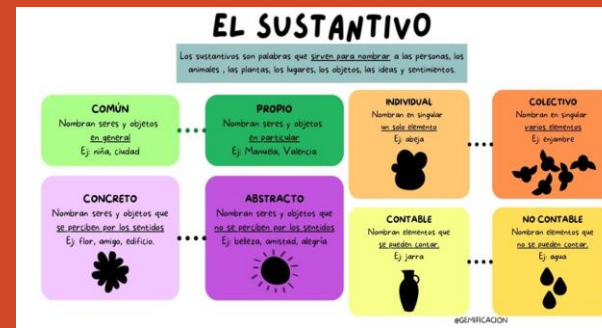 EL SUSTANTIVO
Los sustantivos son palabras que sirven para nombrar a las personas, los
animales , las plantas, los lugares, los objetos, las ideas y sentimientos.
COMÚN
Nombran seres y objetos
en general
Ej: niña, ciudad
PROPIO
Nombran seres y objetos
en particular
Ej: Manuela, Valencia
INDIVIDUAL
Nombran en singular
un solo elemento
Ej: abeja
COLECTIVO
Nombran en singular
varios elementos
Ej: enjambre
CONCRETO
Nombran seres y objetos que
se perciben por los sentidos
Ej: flor, amigo, edificio.
ABSTRACTO
Nombran seres y objetos que
no se perciben por los sentidos
Ej: belleza, amistad, alegría
CONTABLE
Nombran elementos que
se pueden contar.
Ej: jarra
NO CONTABLE
Nombran elementos que
no se pueden contar.
Ej: agua
@GEMIFICACION